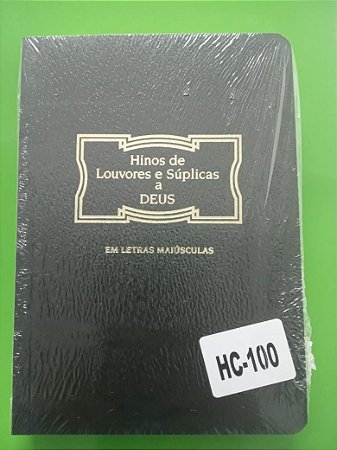 Hinos de
Louvores e Súplicas
a
DEUS
EM LETRAS MAIÚSCULAS
HC-100